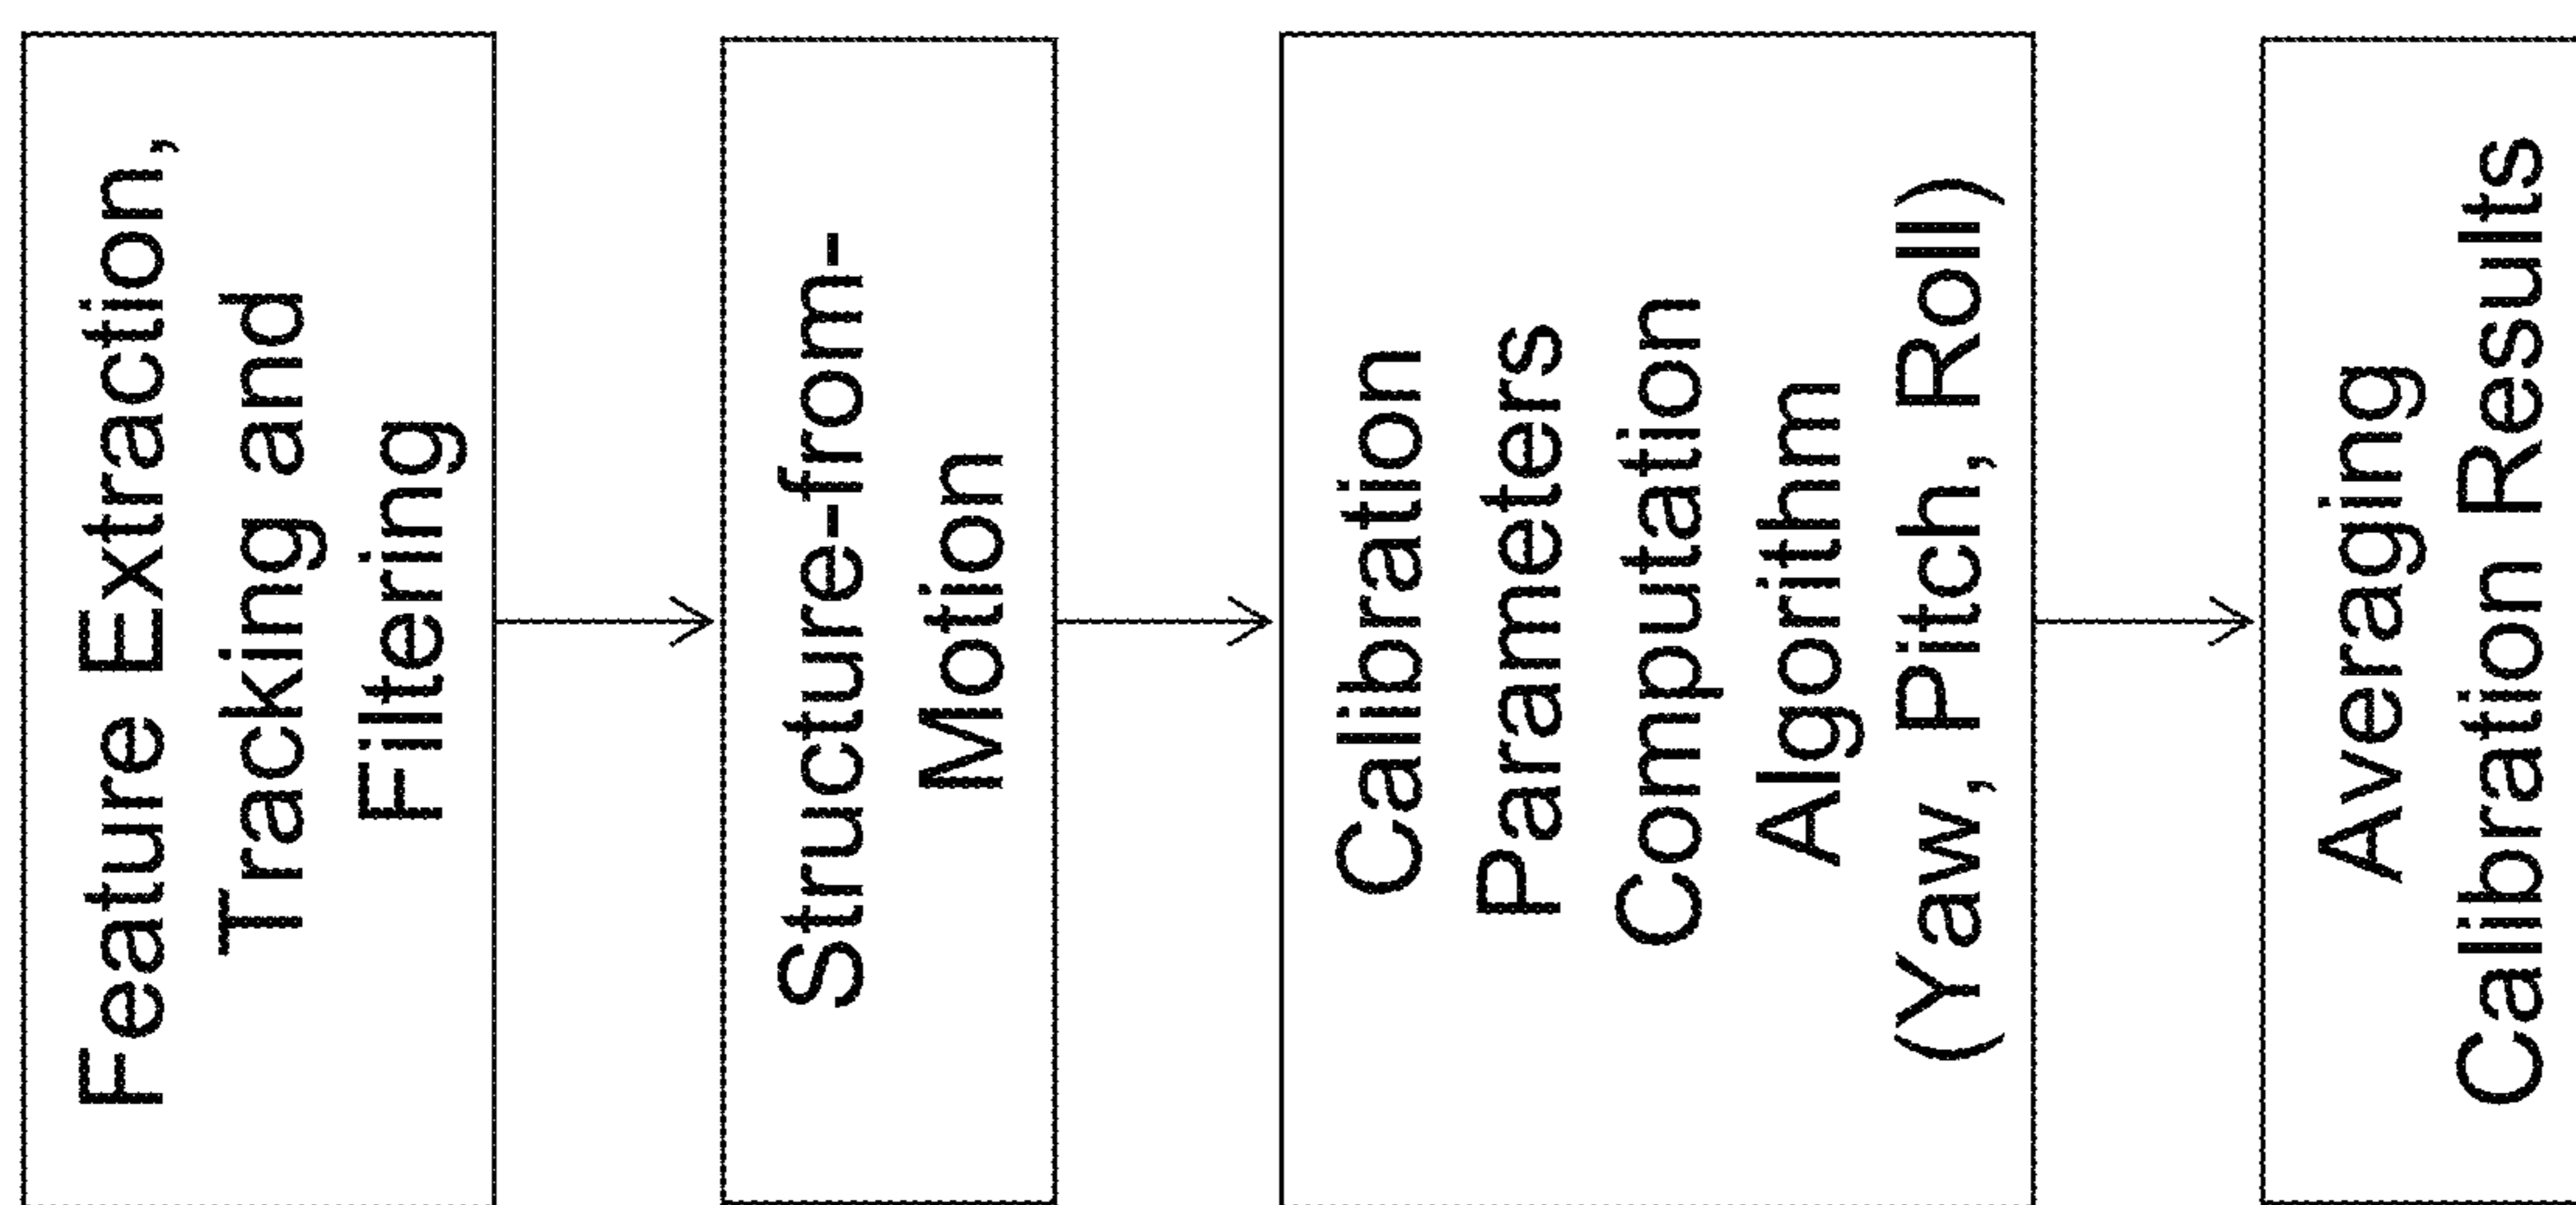 Feature Extraction,
Tracking and
Filtering
Structure-from-
Motion
Calibration
Parameters
Computation
Algorithm
(Yaw, Pitch, Roll)
Averaging
Calibration Results